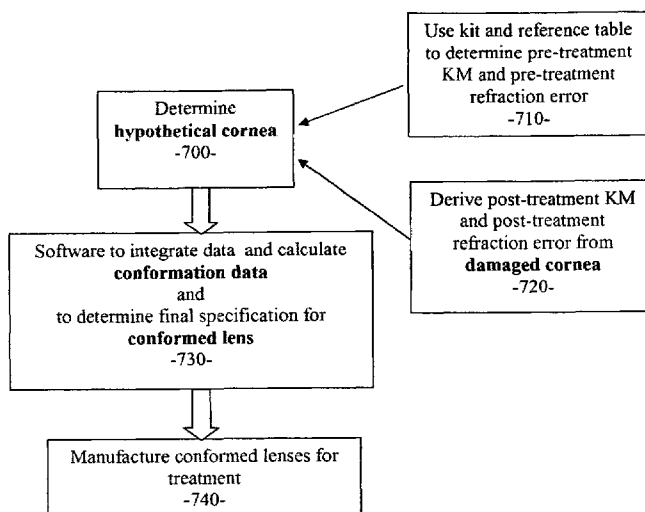 Use kit and reference table
to determine pre-treatment
KM and pre-treatment
refraction error
-710-
Determine
hypothetical cornea
-700-
Derive post-treatment KM
and post-treatment
refraction error from
damaged cornea
-720-
Software to integrate data and calculate
conformation data
and
to determine final specification for
conformed lens
-730-
Manufacture conformed lenses for
treatment
-740-